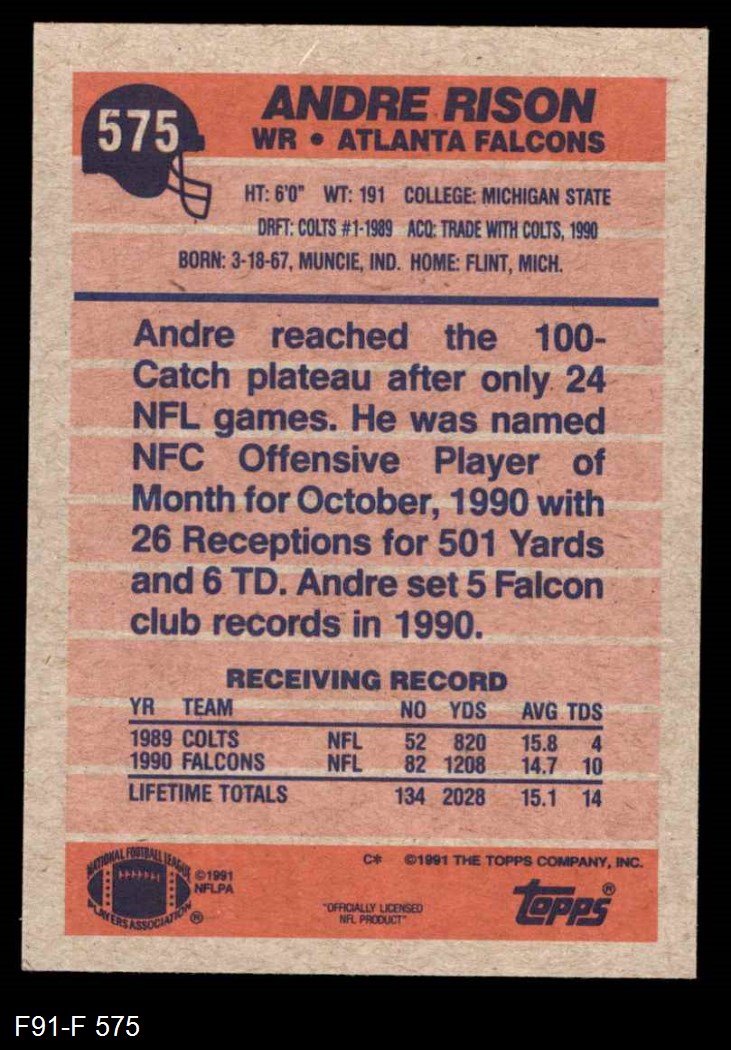 575
ANDRE RISON
WR • ATLANTA FALCONS
HT: 6'0" WT: 191 COLLEGE: MICHIGAN STATE
DRFT: COLTS #1-1989 ACQ: TRADE WITH COLTS, 1990
BORN: 3-18-67, MUNCIE, IND. HOME: FLINT, MICH.
Andre reached the 100-
Catch plateau after only 24
NFL games. He was named
NFC Offensive Player of
Month for October, 1990 with
26 Receptions for 501 Yards
and 6 TD. Andre set 5 Falcon
club records in 1990.
RECEIVING RECORD
YR TEAM NO YDS AVG TDS
1989 COLTS NFL 52 820 15.8 4
1990 FALCONS NFL 82 1208 14.7 10
LIFETIME TOTALS 134 2028 15.1 14
NATIONAL FOOTBALL LEAGUE
PLAYERS ASSOCIATION ®
©1991
NFLPA
C* ©1991 THE TOPPS COMPANY, INC.
"OFFICIALLY LICENSED
NFL PRODUCT"
topps®
F91-F 575